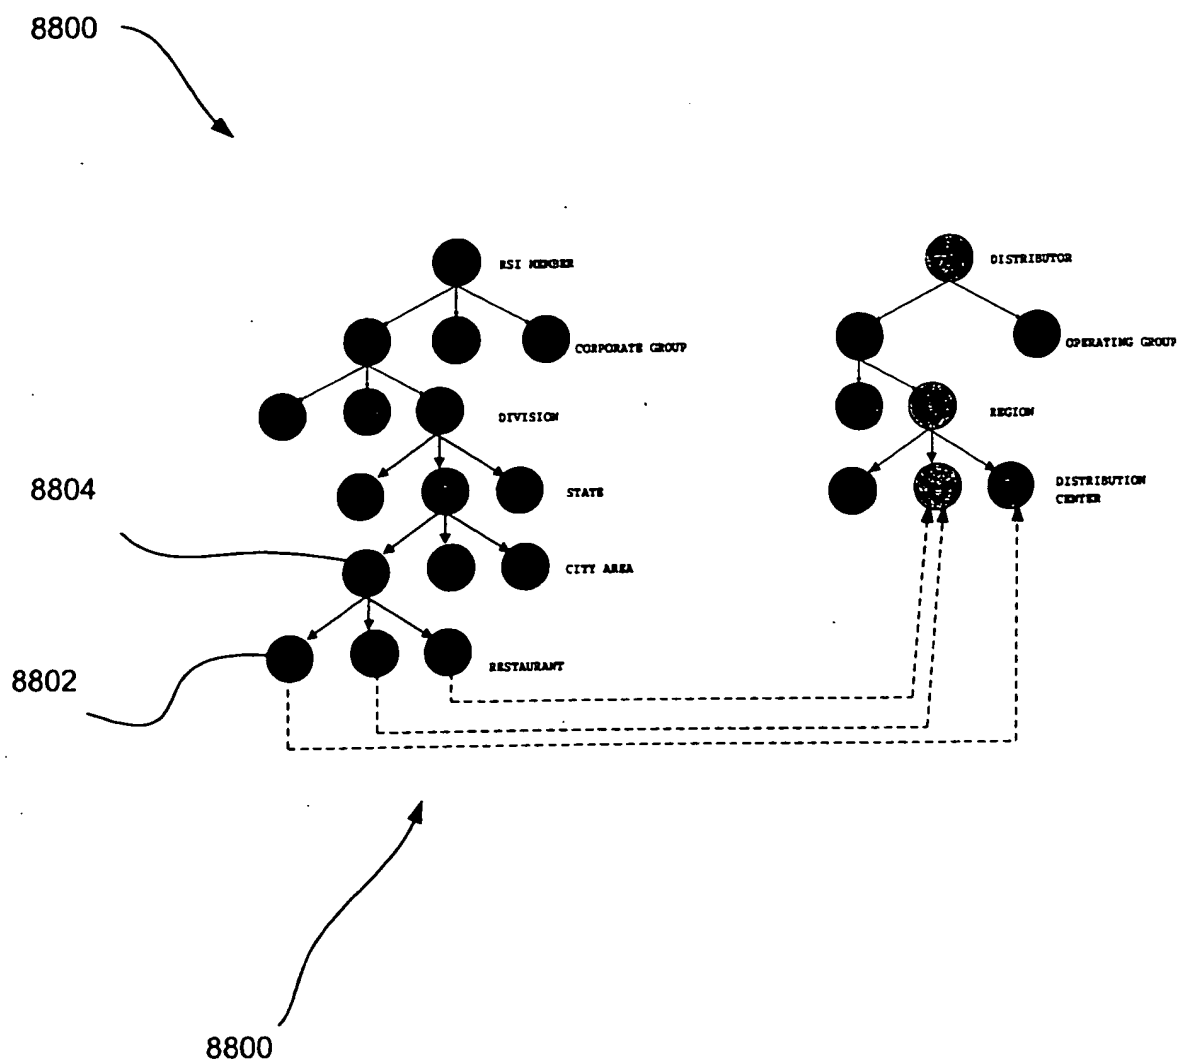 8800
RSI MEMBER
DISTRIBUTOR
CORPORATE GROUP
OPERATING GROUP
DIVISION
REGION
8804
STATE
DISTRIBUTION
CENTER
CITY AREA
8802
RESTAURANT
8800